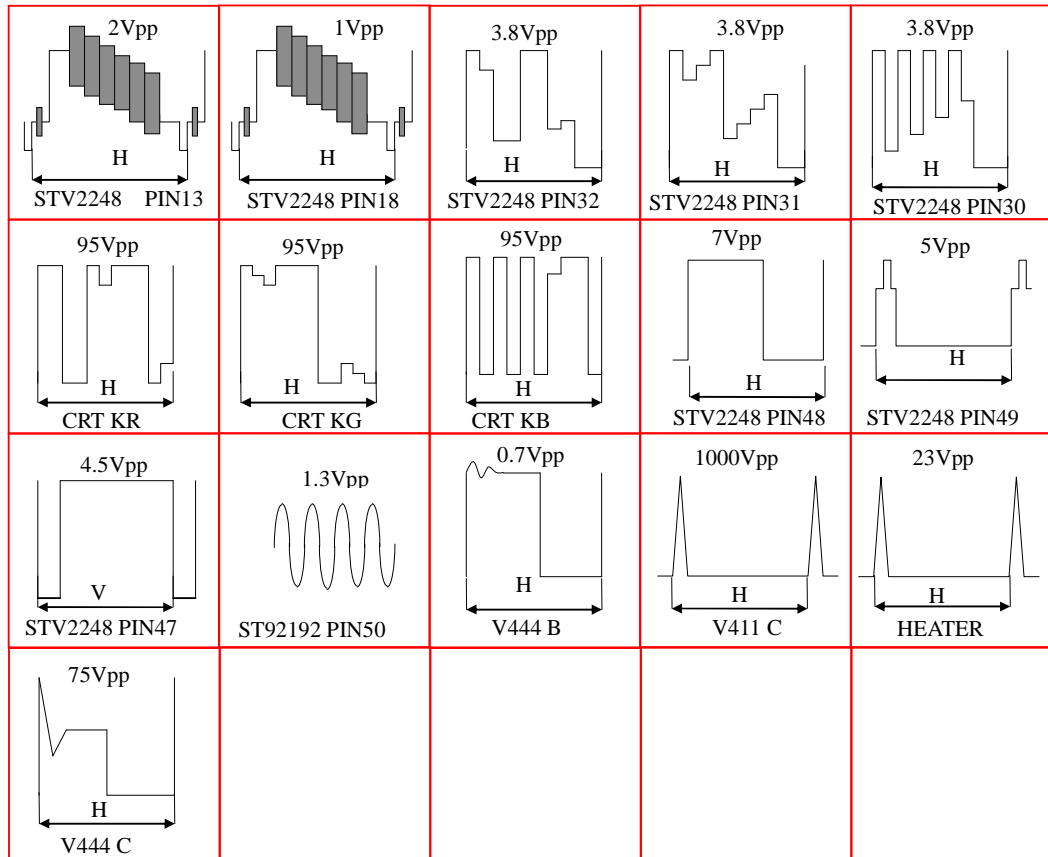 2Vpp
H
STV2248 PIN13
1Vpp
H
STV2248 PIN18
3.8Vpp
H
STV2248 PIN32
3.8Vpp
H
STV2248 PIN31
3.8Vpp
H
STV2248 PIN30
95Vpp
H
CRT KR
95Vpp
H
CRT KG
95Vpp
H
CRT KB
7Vpp
H
STV2248 PIN48
5Vpp
H
STV2248 PIN49
4.5Vpp
V
STV2248 PIN47
1.3Vpp
ST92192 PIN50
0.7Vpp
H
V444 B
1000Vpp
H
V411 C
23Vpp
H
HEATER
75Vpp
H
V444 C